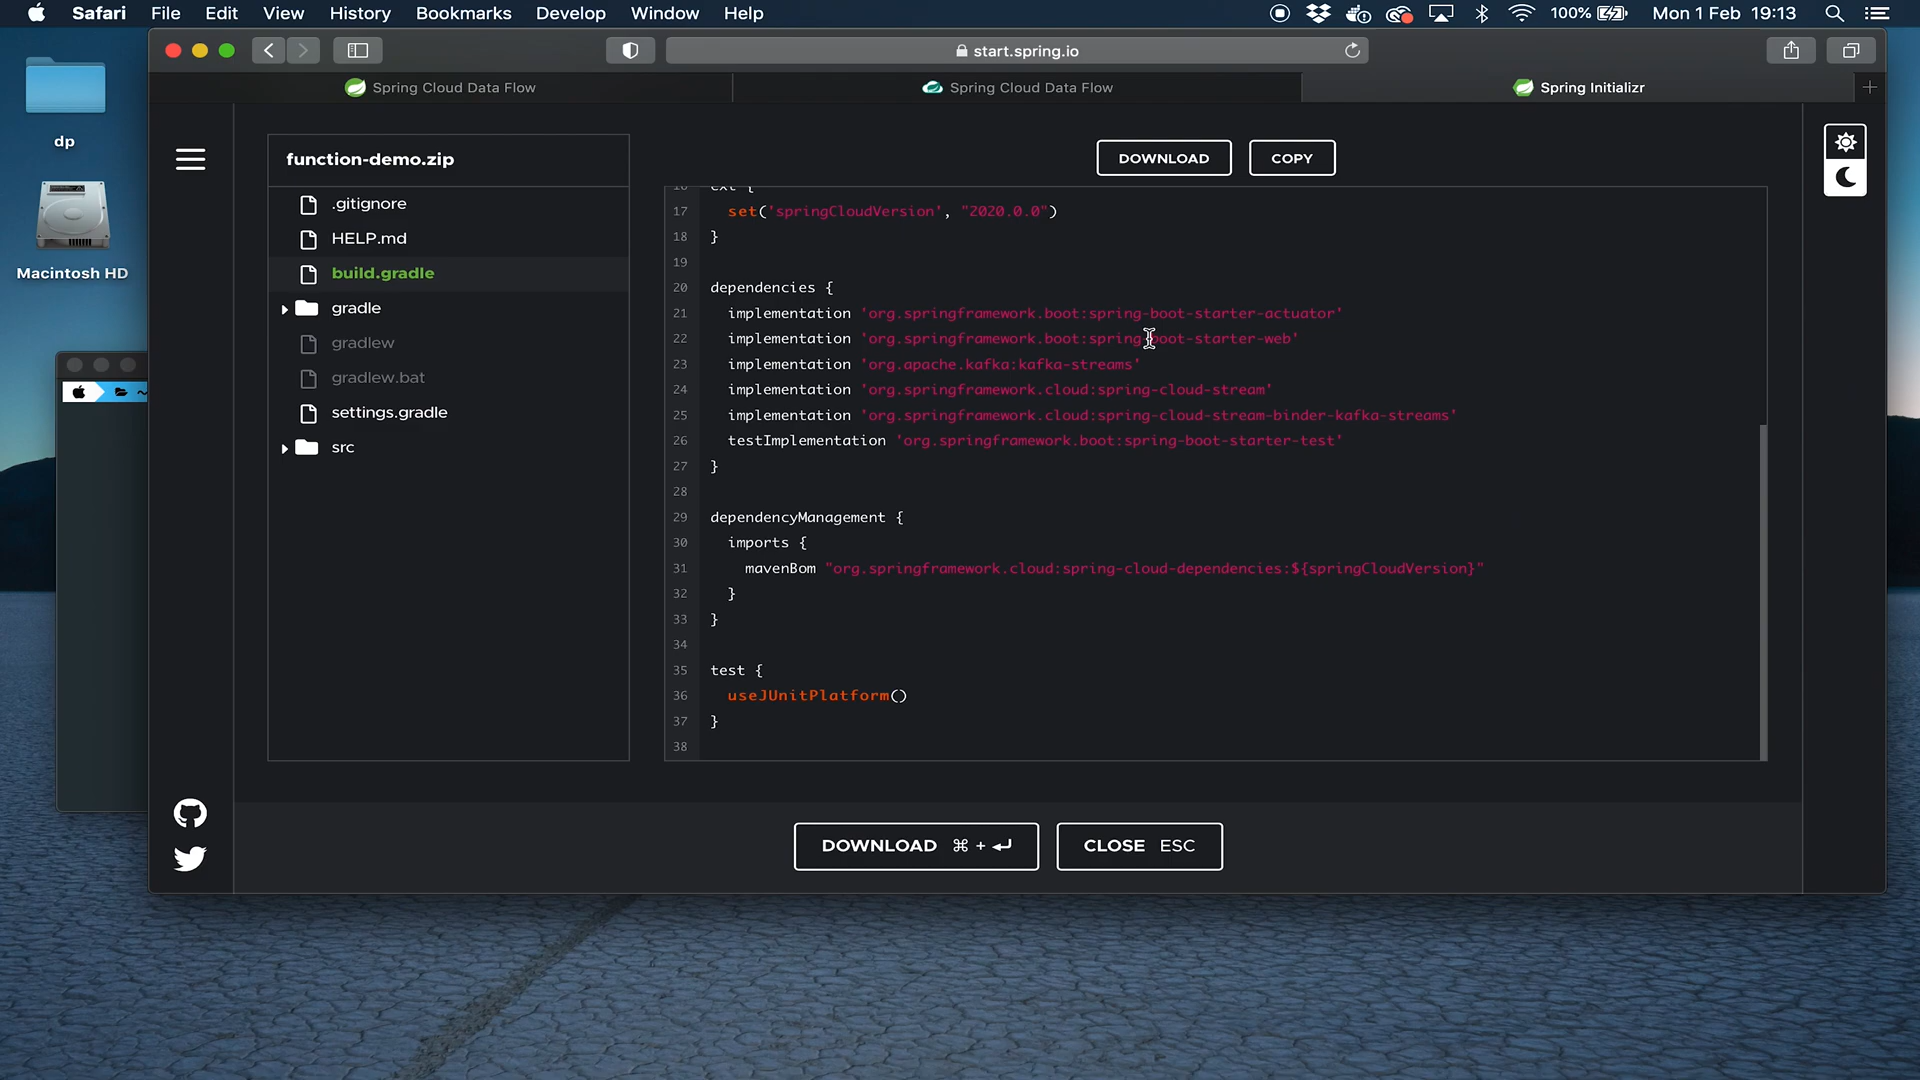 Safari File Edit View History Bookmarks Develop Window Help 100% Mon 1 Feb 19:13
start.spring.io
Spring Cloud Data Flow
Spring Cloud Data Flow
Spring Initializr
dp
Macintosh HD
function-demo.zip
DOWNLOAD
COPY
.gitignore
HELP.md
build.gradle
gradle
gradlew
gradlew.bat
settings.gradle
src
16 ext {
17 set('springCloudVersion', "2020.0.0")
18 }
19
20 dependencies {
21 implementation 'org.springframework.boot:spring-boot-starter-actuator'
22 implementation 'org.springframework.boot:spring-boot-starter-web'
23 implementation 'org.apache.kafka:kafka-streams'
24 implementation 'org.springframework.cloud:spring-cloud-stream'
25 implementation 'org.springframework.cloud:spring-cloud-stream-binder-kafka-streams'
26 testImplementation 'org.springframework.boot:spring-boot-starter-test'
27 }
28
29 dependencyManagement {
30 imports {
31 mavenBom "org.springframework.cloud:spring-cloud-dependencies:${springCloudVersion}"
32 }
33 }
34
35 test {
36 useJUnitPlatform()
37 }
38
DOWNLOAD ⌘ + ↵
CLOSE ESC